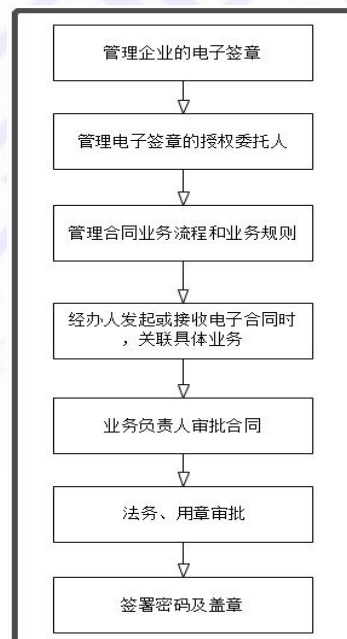 管理企业的电子签章
管理电子签章的授权委托人
管理合同业务流程和业务规则
经办人发起或接收电子合同时
，关联具体业务
业务负责人审批合同
法务、用章审批
签署密码及盖章